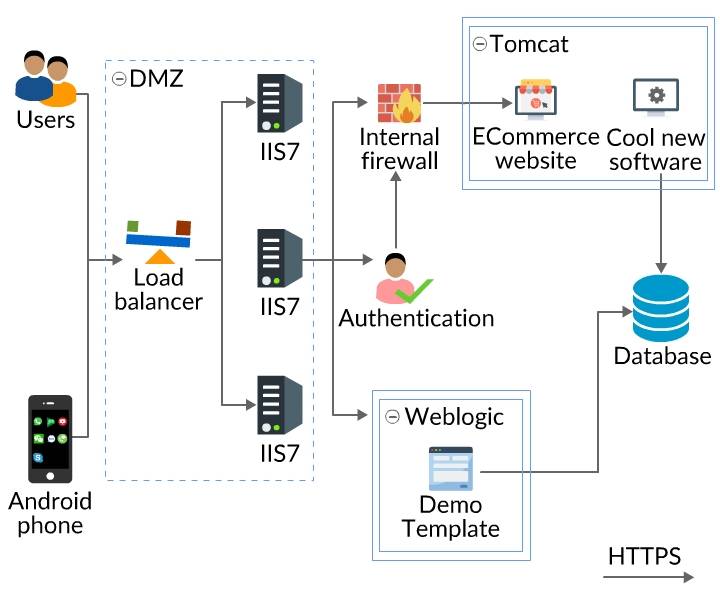 Users
DMZ
IIS7
Load
balancer
IIS7
IIS7
Android
phone
Internal
firewall
Authentication
Tomcat
ECommerce
website
Cool new
software
Database
Weblogic
Demo
Template
HTTPS